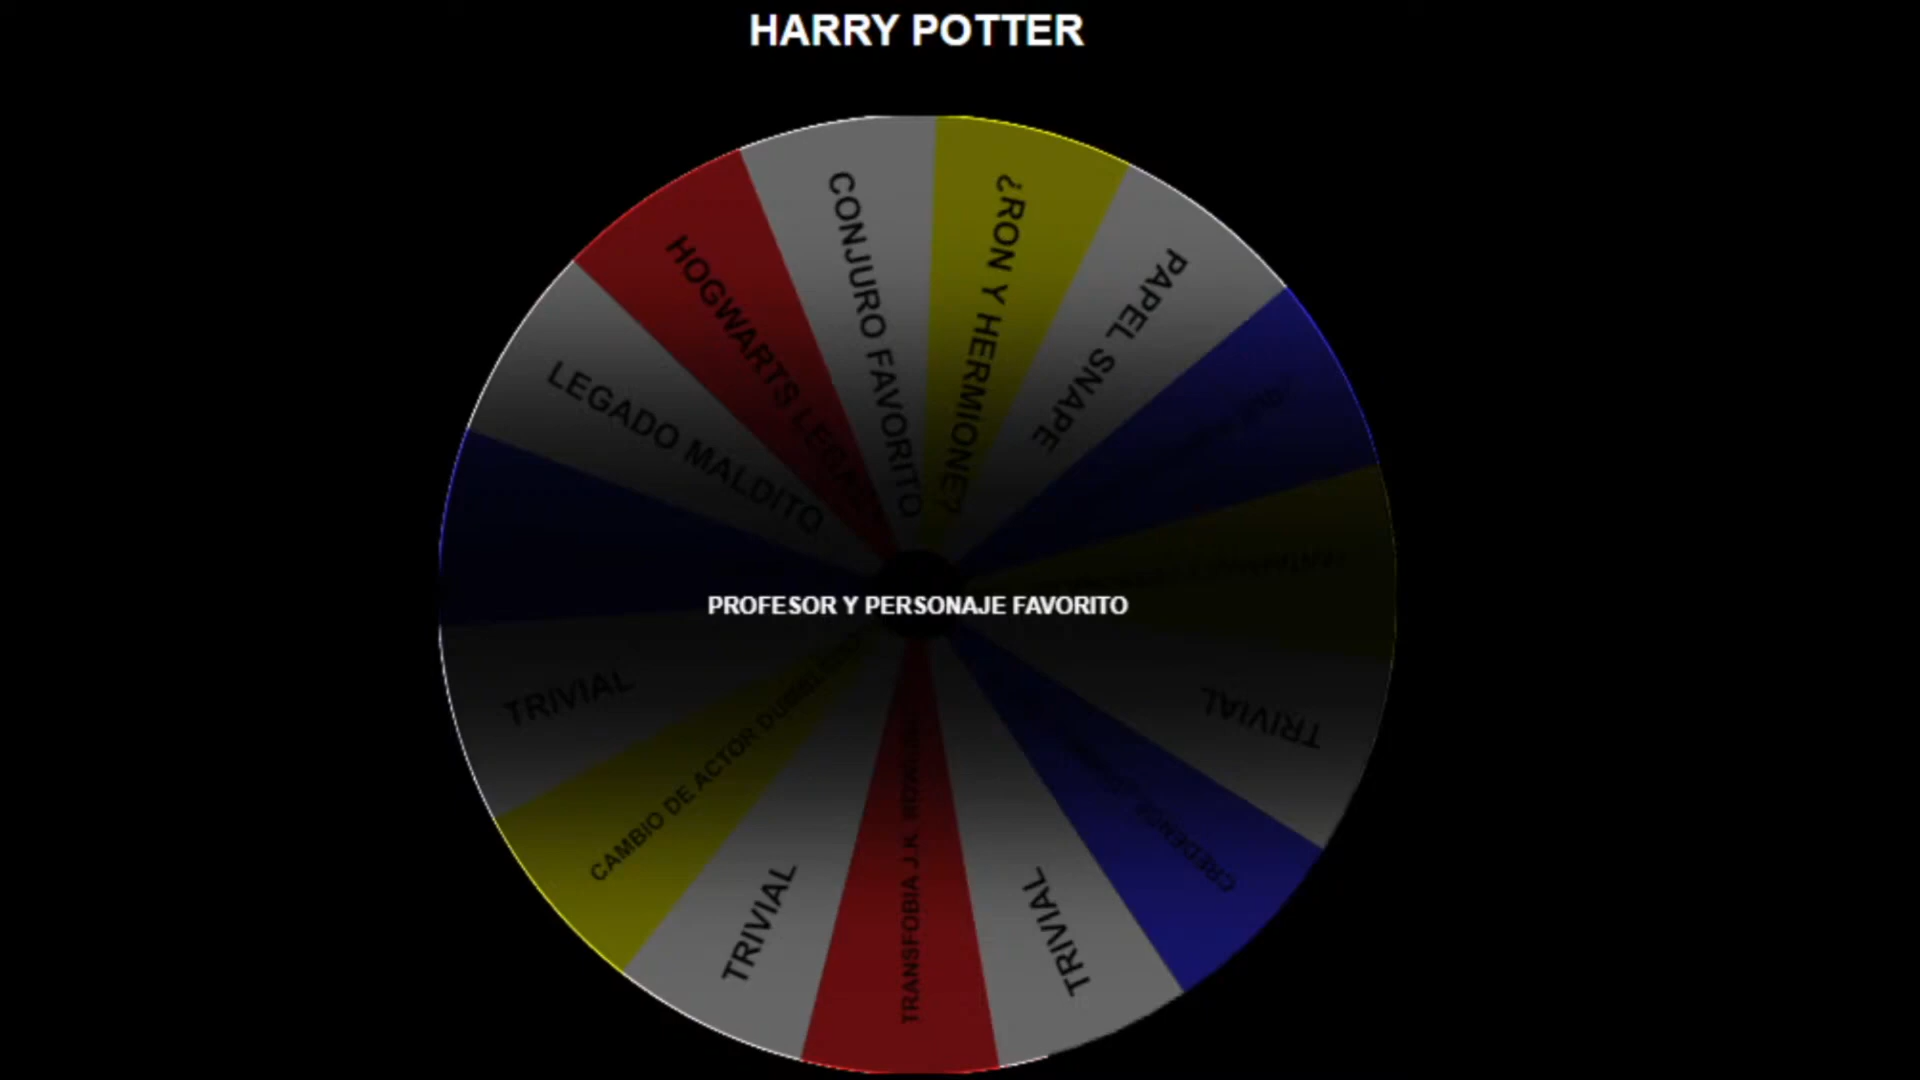 HARRY POTTER
CONJURO FAVORITO
¿RON Y HERMIONE?
PAPEL SNAPE
HOGWARTS
LEGADO MALDITO
PROFESOR Y PERSONAJE FAVORITO
TRIVIAL
TRIVIAL
CAMBIO DE ACTOR DUMBLEDORE
TRIVIAL
TRANSFOBIA J.K. ROWLING
TRIVIAL